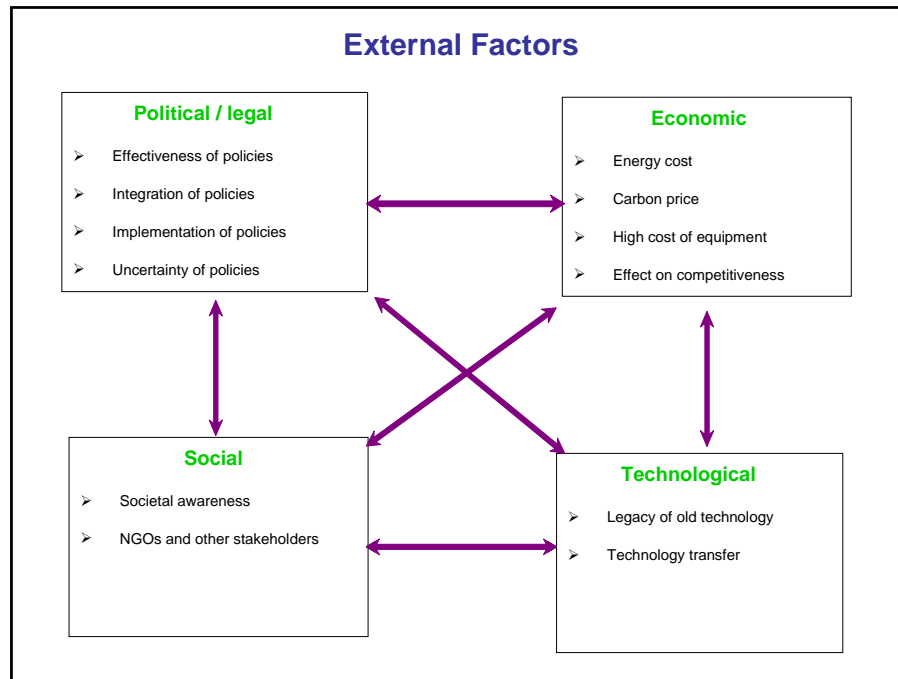 External Factors
Political / legal
➢ Effectiveness of policies
➢ Integration of policies
➢ Implementation of policies
➢ Uncertainty of policies
Economic
➢ Energy cost
➢ Carbon price
➢ High cost of equipment
➢ Effect on competitiveness
Social
➢ Societal awareness
➢ NGOs and other stakeholders
Technological
➢ Legacy of old technology
➢ Technology transfer